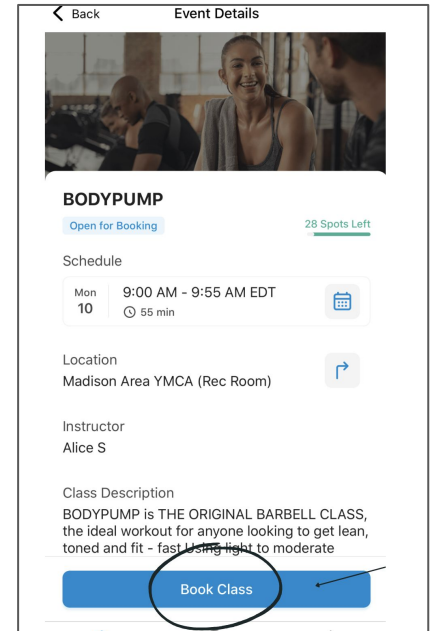 Back
Event Details
BODYPUMP
Open for Booking
28 Spots Left
Schedule
Mon
10
9:00 AM - 9:55 AM EDT
55 min
Location
Madison Area YMCA (Rec Room)
Instructor
Alice S
Class Description
BODYPUMP is THE ORIGINAL BARBELL CLASS,
the ideal workout for anyone looking to get lean,
toned and fit - fast Using light to moderate
Book Class